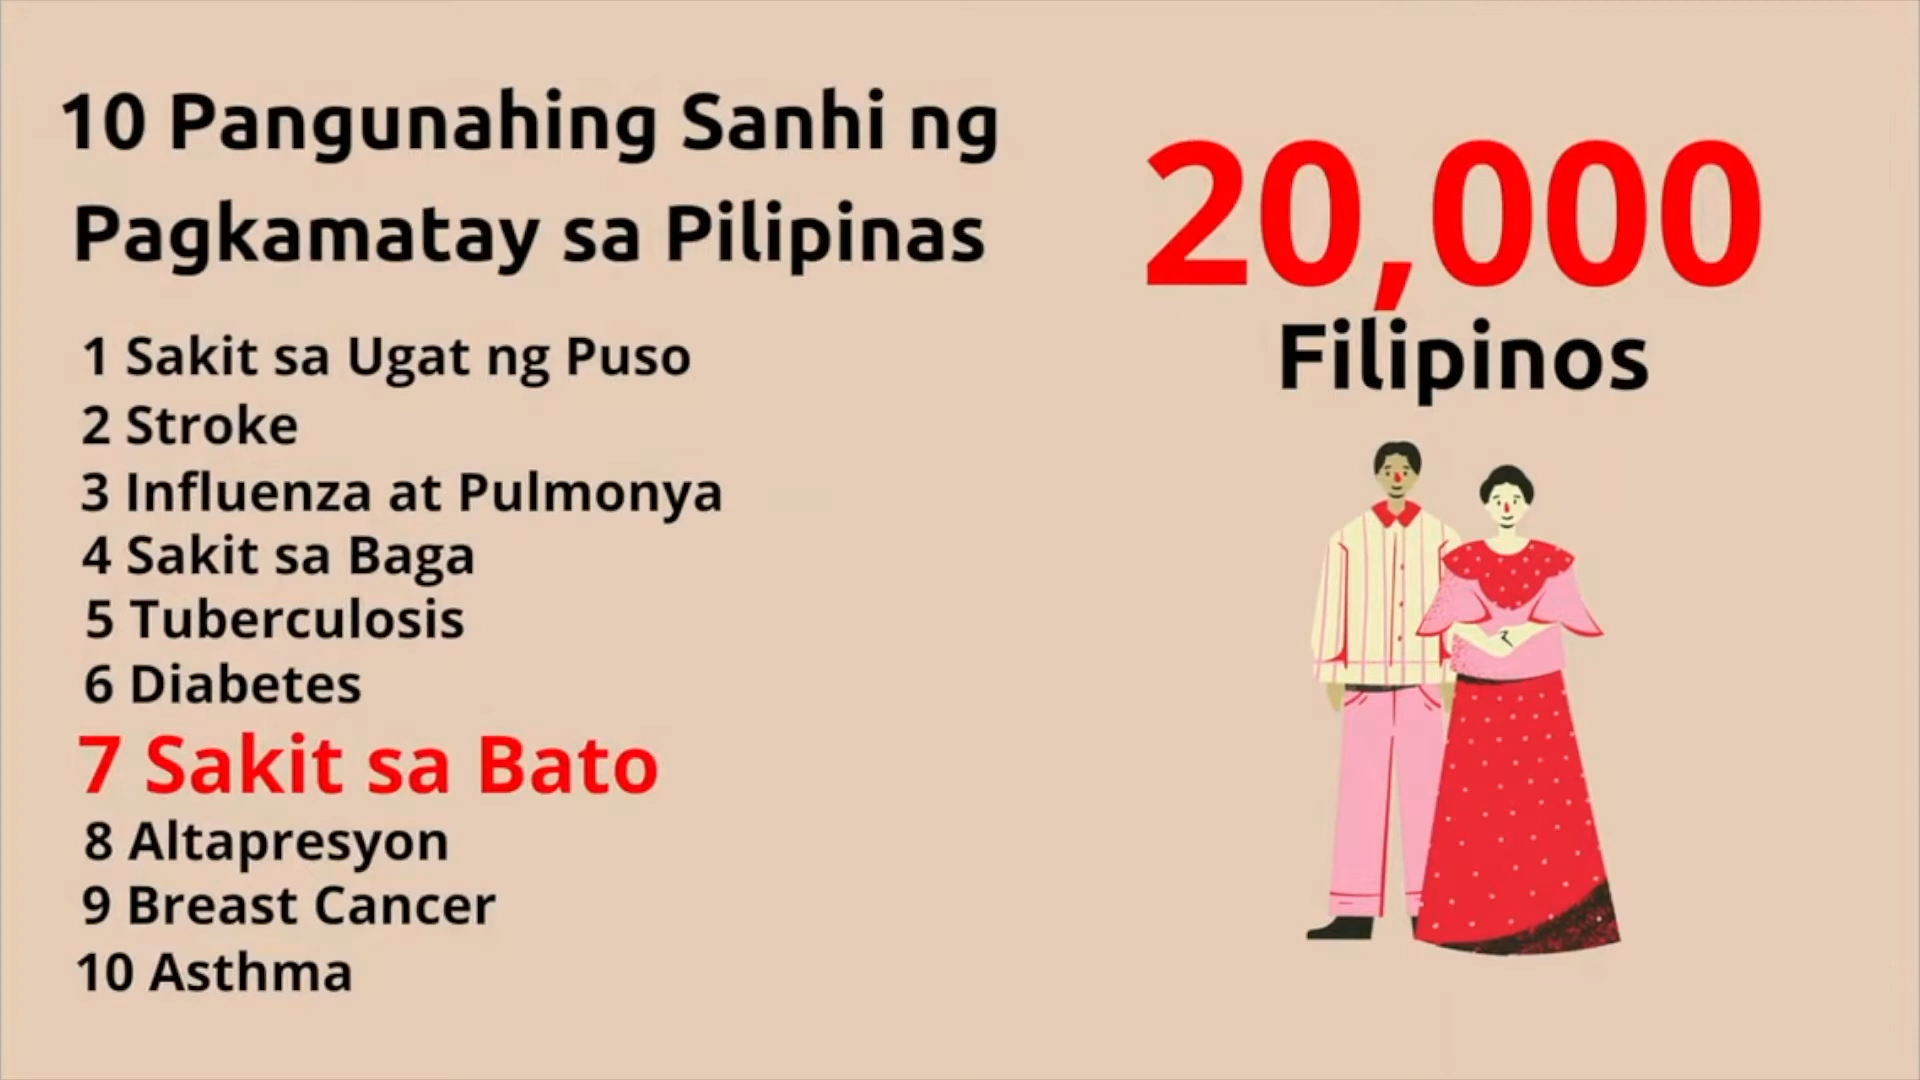 10 Pangunahing Sanhi ng
Pagkamatay sa Pilipinas
1 Sakit sa Ugat ng Puso
2 Stroke
3 Influenza at Pulmonya
4 Sakit sa Baga
5 Tuberculosis
6 Diabetes
7 Sakit sa Bato
8 Altapresyon
9 Breast Cancer
10 Asthma
20,000
Filipinos